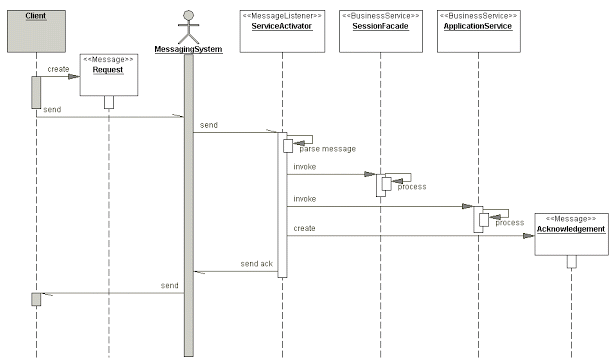 Client
<<MessageListener>>
ServiceActivator
<<BusinessService>>
SessionFacade
<<BusinessService>>
ApplicationService
MessagingSystem
<<Message>>
Request
create
send
send
parse message
invoke
process
invoke
process
<<Message>>
Acknowledgement
create
send ack
send